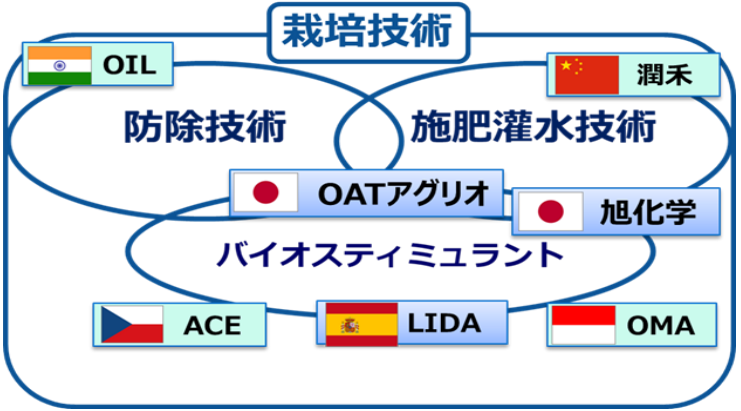 栽培技術
OIL
潤禾
防除技術
施肥灌水技術
OATアグリオ
旭化学
バイオスティミュラント
ACE
LIDA
OMA